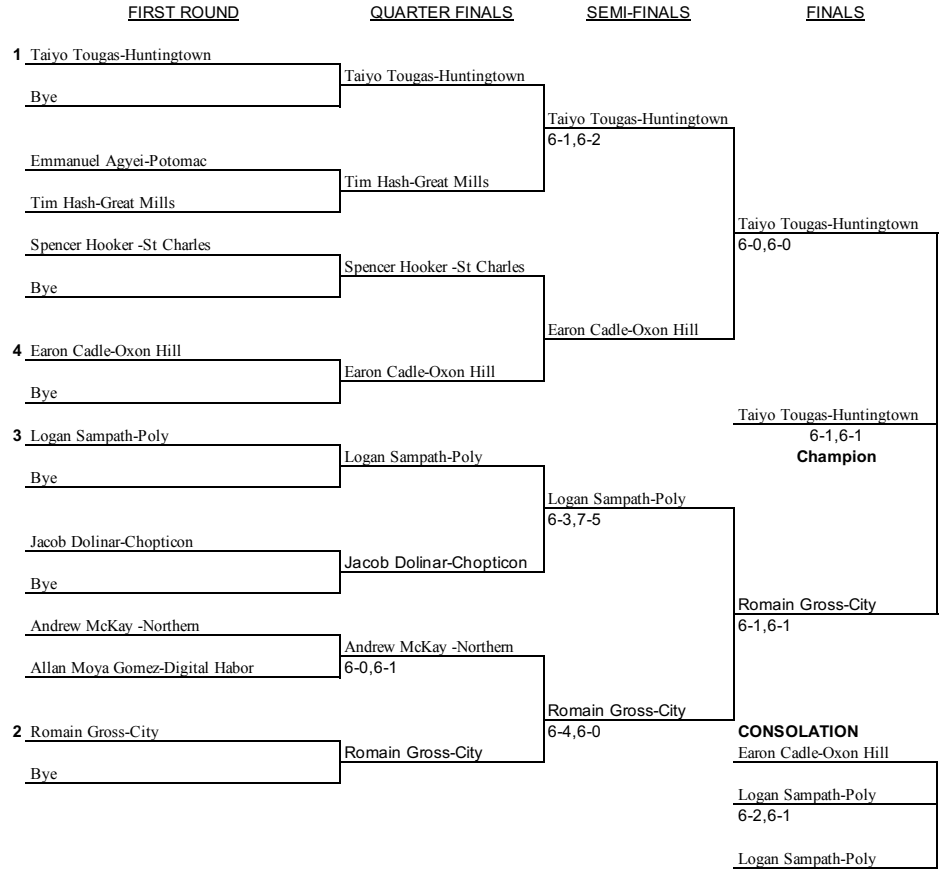 FIRST ROUND QUARTER FINALS SEMI-FINALS FINALS
1 Taiyo Tougas-Huntingtown
Taiyo Tougas-Huntingtown
Bye
Taiyo Tougas-Huntingtown
6-1,6-2
Emmanuel Agyei-Potomac
Tim Hash-Great Mills
Tim Hash-Great Mills
Taiyo Tougas-Huntingtown
6-0,6-0
Spencer Hooker -St Charles
Spencer Hooker -St Charles
Bye
Earon Cadle-Oxon Hill
4 Earon Cadle-Oxon Hill
Earon Cadle-Oxon Hill
Bye
Taiyo Tougas-Huntingtown
6-1,6-1
Champion
3 Logan Sampath-Poly
Logan Sampath-Poly
Bye
Logan Sampath-Poly
6-3,7-5
Jacob Dolinar-Chopticon
Jacob Dolinar-Chopticon
Bye
Romain Gross-City
6-1,6-1
Andrew McKay -Northern
Andrew McKay -Northern
6-0,6-1
Allan Moya Gomez-Digital Habor
Romain Gross-City
6-4,6-0
2 Romain Gross-City
Romain Gross-City
Bye
CONSOLATION
Earon Cadle-Oxon Hill
Logan Sampath-Poly
6-2,6-1
Logan Sampath-Poly